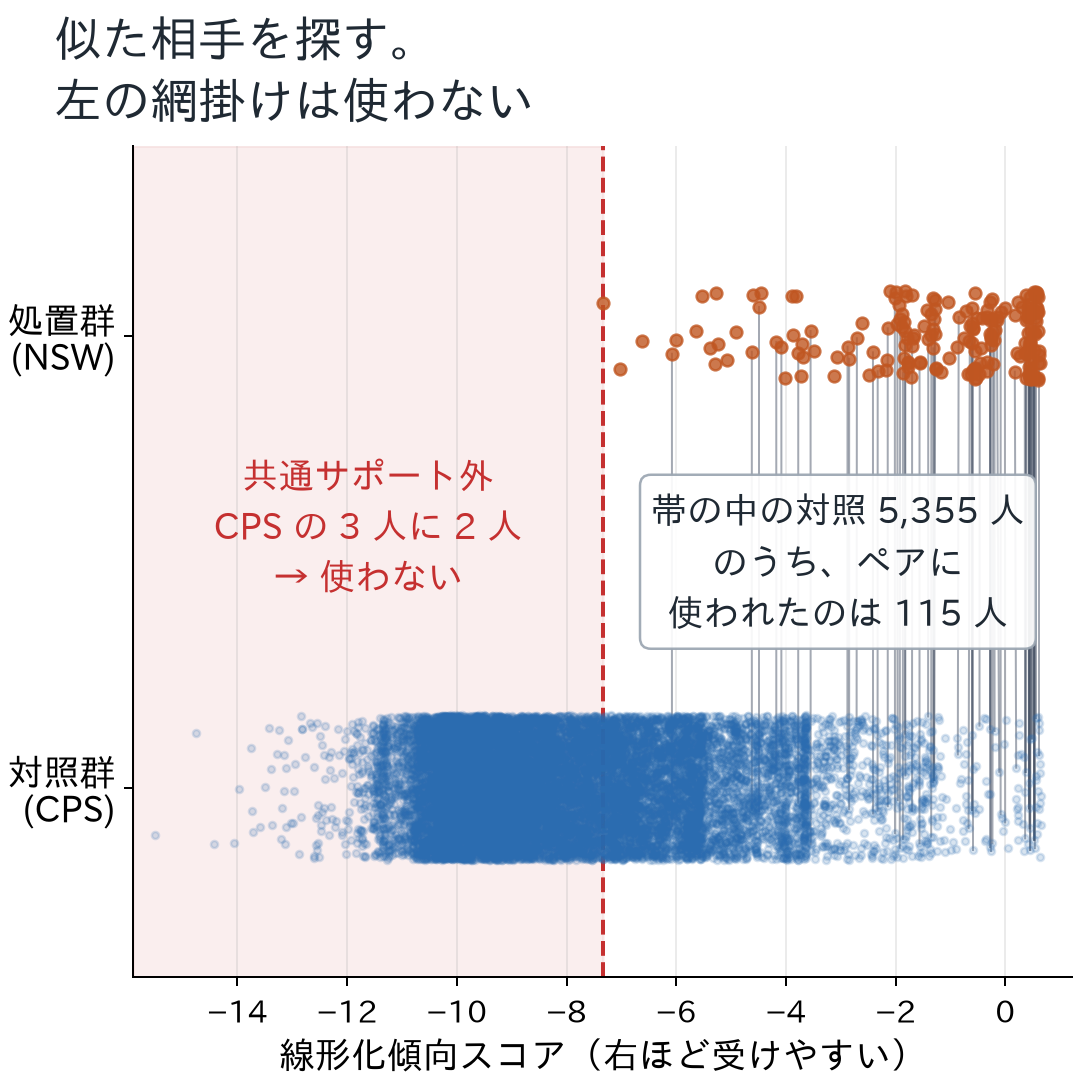 似た相手を探す。
左の網掛けは使わない
処置群
(NSW)
共通サポート外
CPS の 3 人に 2 人
→ 使わない
帯の中の対照 5,355 人
のうち、ペアに
使われたのは 115 人
対照群
(CPS)
−14 −12 −10 −8 −6 −4 −2 0
線形化傾向スコア（右ほど受けやすい）